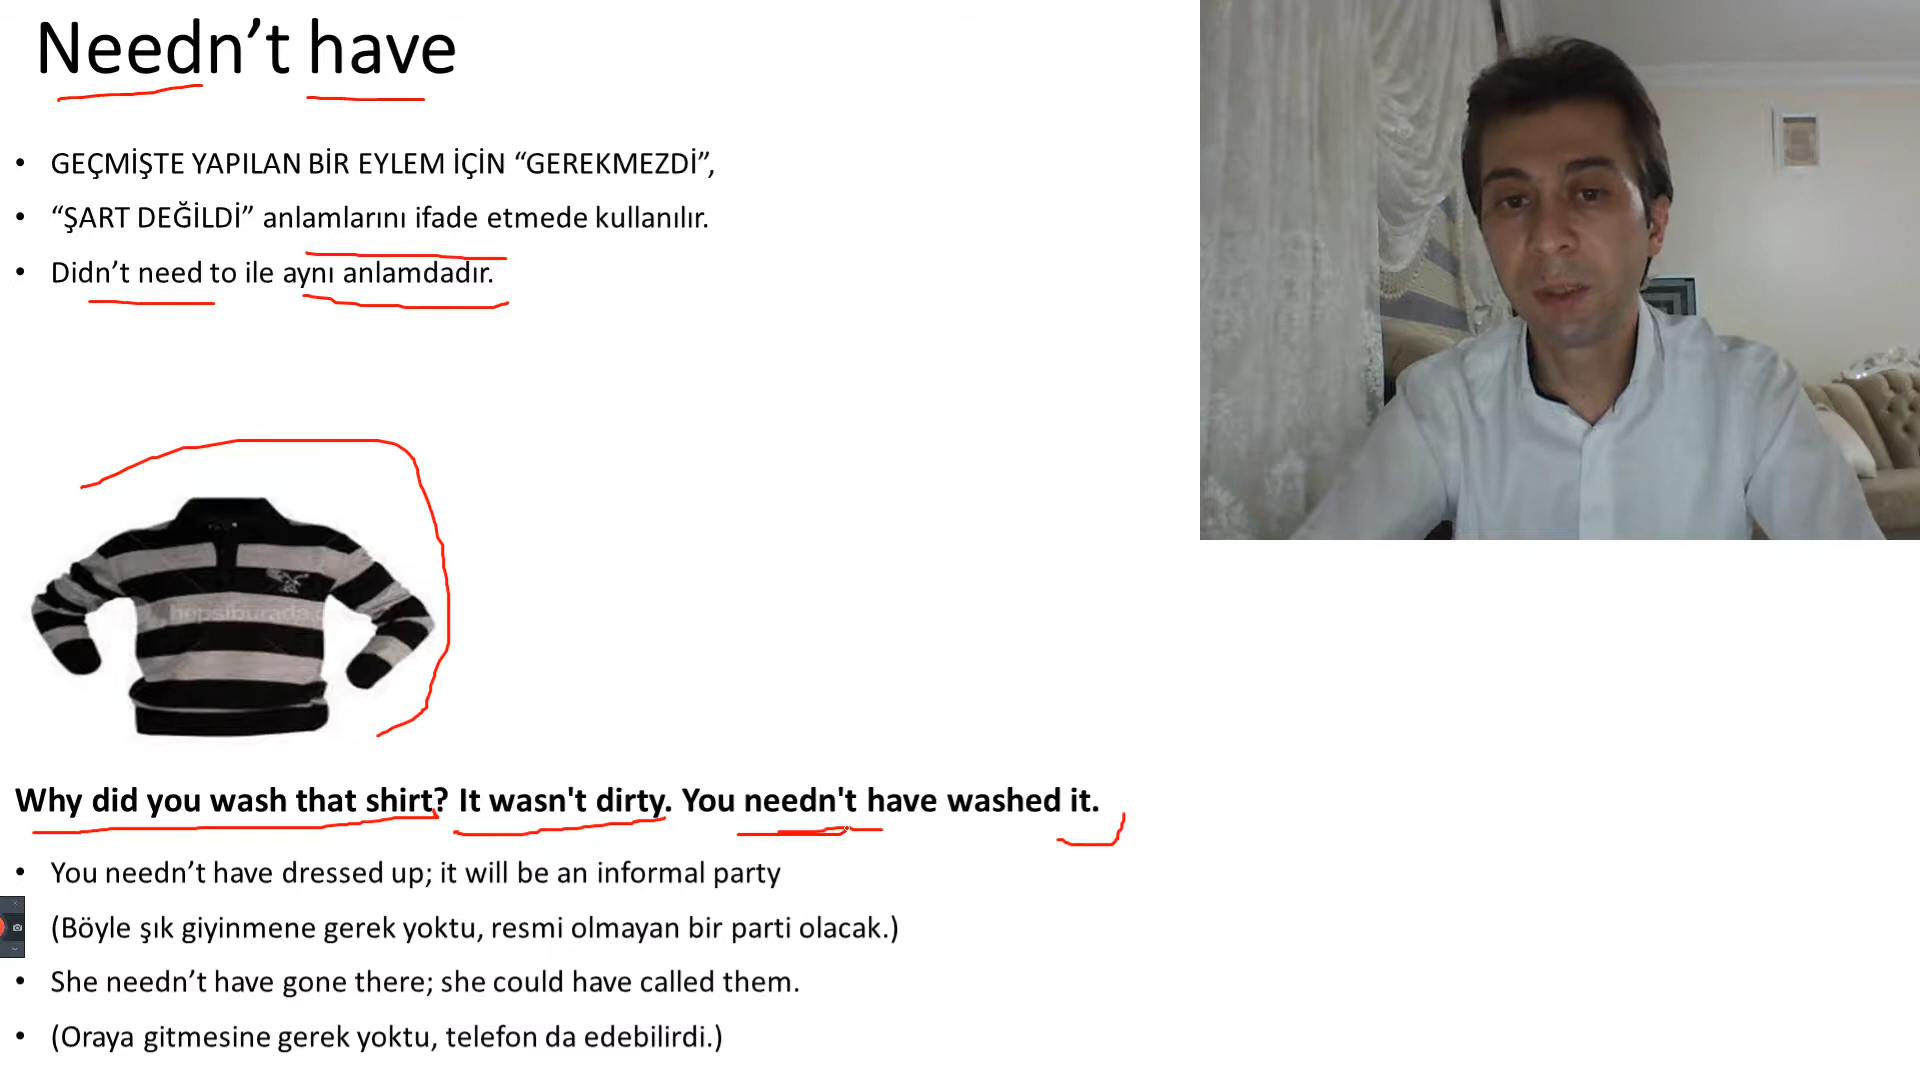 Needn’t have
• GEÇMİŞTE YAPILAN BİR EYLEM İÇİN “GEREKMEZDİ”,
• “ŞART DEĞİLDİ” anlamlarını ifade etmede kullanılır.
• Didn’t need to ile aynı anlamdadır.
hepsiburada
Why did you wash that shirt? It wasn't dirty. You needn't have washed it.
• You needn’t have dressed up; it will be an informal party
(Böyle şık giyinmene gerek yoktu, resmi olmayan bir parti olacak.)
• She needn’t have gone there; she could have called them.
• (Oraya gitmesine gerek yoktu, telefon da edebilirdi.)